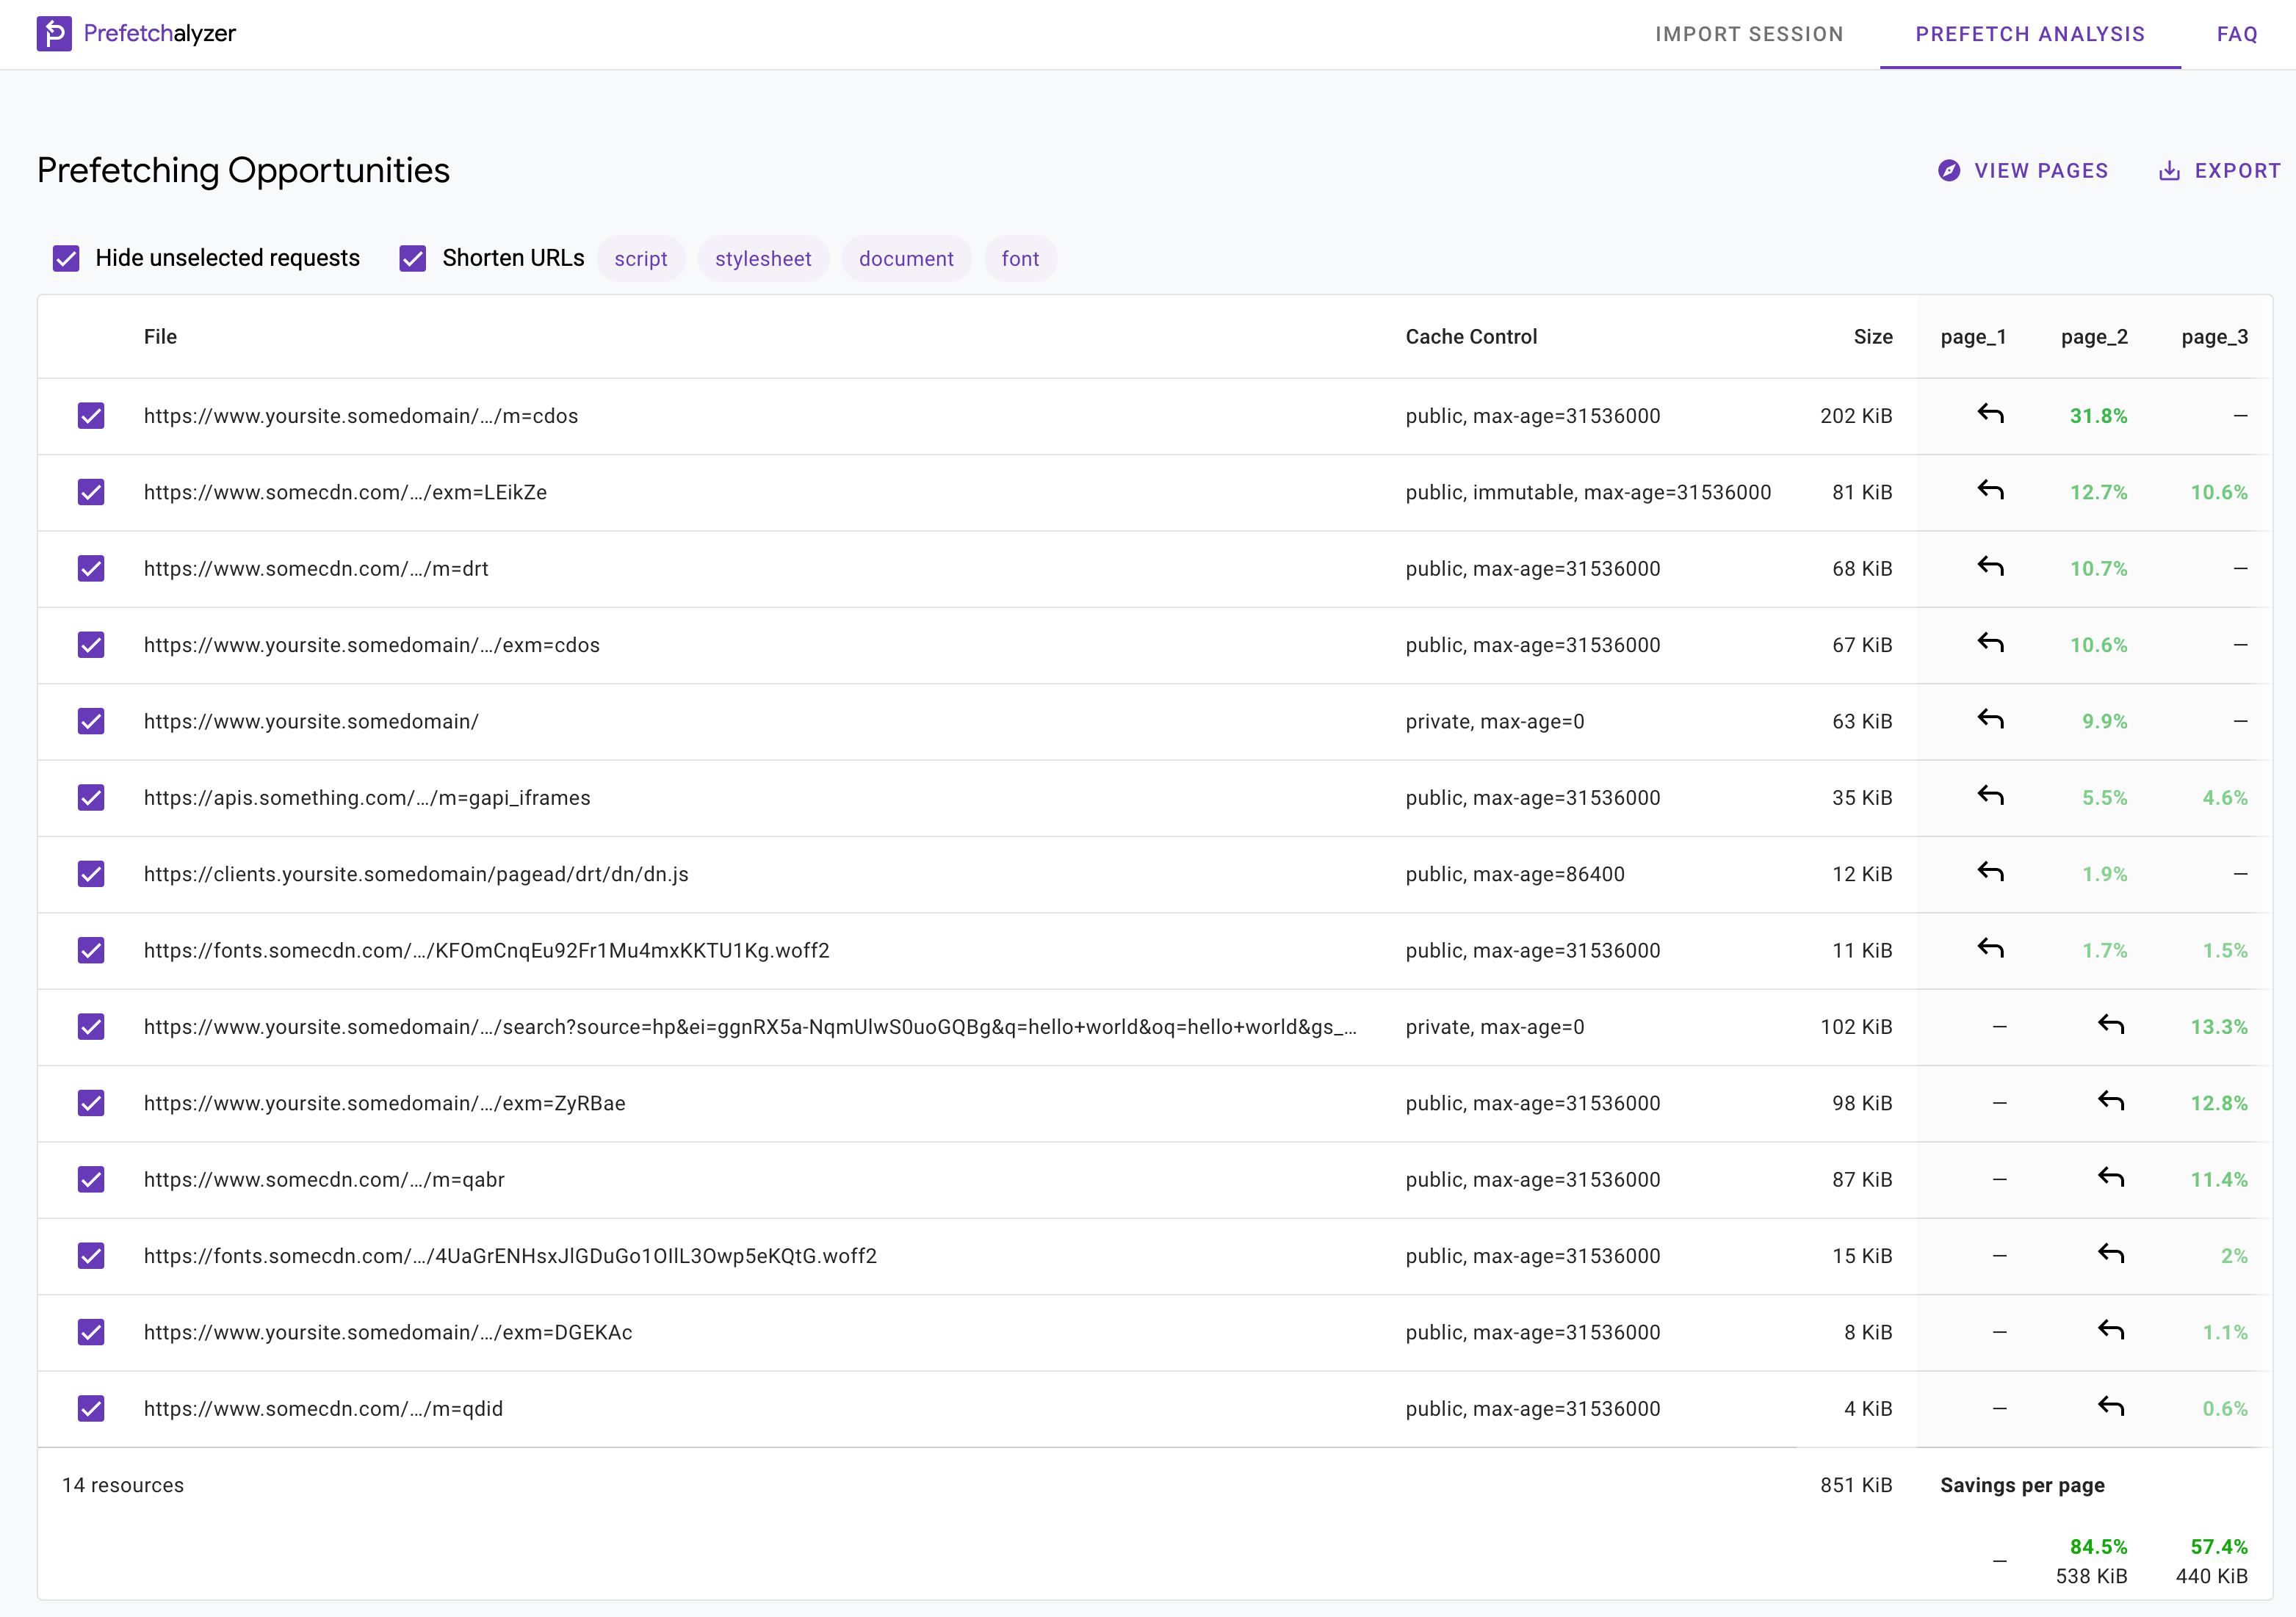 Prefetchalyzer IMPORT SESSION PREFETCH ANALYSIS FAQ
Prefetching Opportunities VIEW PAGES EXPORT
Hide unselected requests Shorten URLs script stylesheet document font
File Cache Control Size page_1 page_2 page_3
https://www.yoursite.somedomain/…/m=cdos public, max-age=31536000 202 KiB 31.8% –
https://www.somecdn.com/…/exm=LEikZe public, immutable, max-age=31536000 81 KiB 12.7% 10.6%
https://www.somecdn.com/…/m=drt public, max-age=31536000 68 KiB 10.7% –
https://www.yoursite.somedomain/…/exm=cdos public, max-age=31536000 67 KiB 10.6% –
https://www.yoursite.somedomain/ private, max-age=0 63 KiB 9.9% –
https://apis.something.com/…/m=gapi_iframes public, max-age=31536000 35 KiB 5.5% 4.6%
https://clients.yoursite.somedomain/pagead/drt/dn/dn.js public, max-age=86400 12 KiB 1.9% –
https://fonts.somecdn.com/…/KFOmCnqEu92Fr1Mu4mxKKTU1Kg.woff2 public, max-age=31536000 11 KiB 1.7% 1.5%
https://www.yoursite.somedomain/…/search?source=hp&ei=ggnRX5a-NqmUlwS0uoGQBg&q=hello+world&oq=hello+world&gs_… private, max-age=0 102 KiB – 13.3%
https://www.yoursite.somedomain/…/exm=ZyRBae public, max-age=31536000 98 KiB – 12.8%
https://www.somecdn.com/…/m=qabr public, max-age=31536000 87 KiB – 11.4%
https://fonts.somecdn.com/…/4UaGrENHsxJlGDuGo1OIlL3Owp5eKQtG.woff2 public, max-age=31536000 15 KiB – 2%
https://www.yoursite.somedomain/…/exm=DGEKAc public, max-age=31536000 8 KiB – 1.1%
https://www.somecdn.com/…/m=qdid public, max-age=31536000 4 KiB – 0.6%
14 resources 851 KiB Savings per page
– 84.5% 57.4%
538 KiB 440 KiB